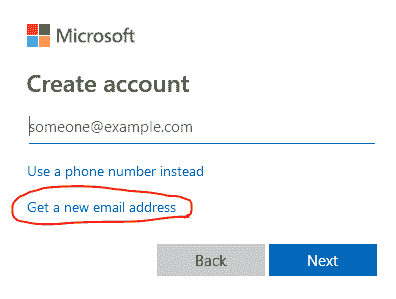 Microsoft
Create account
someone@example.com
Use a phone number instead
Get a new email address
Back Next